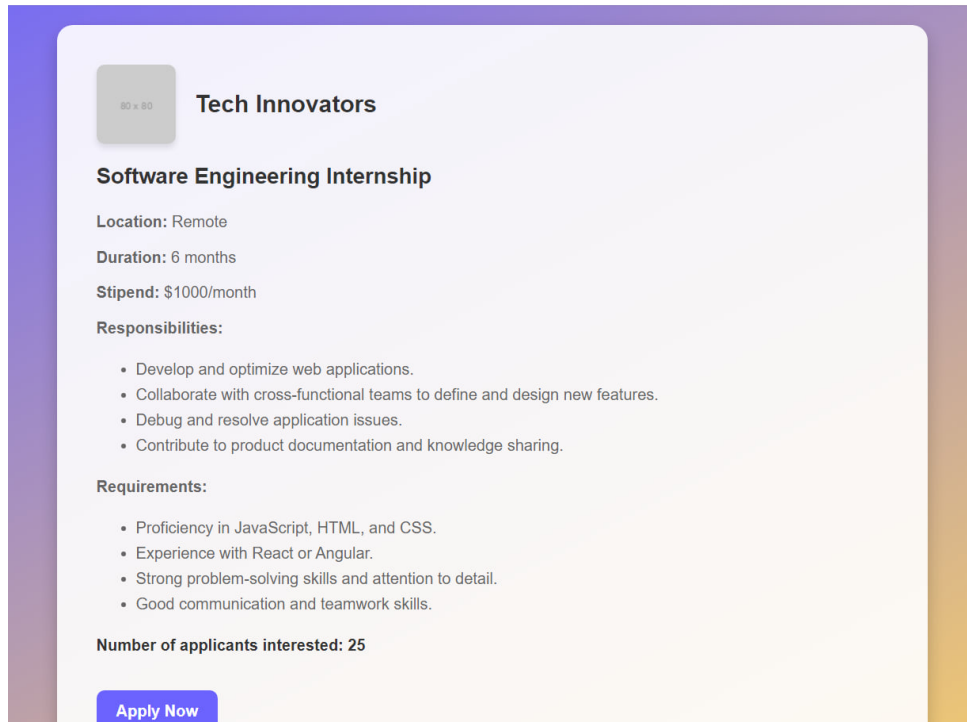 80 x 80
Tech Innovators
Software Engineering Internship
Location: Remote
Duration: 6 months
Stipend: $1000/month
Responsibilities:
• Develop and optimize web applications.
• Collaborate with cross-functional teams to define and design new features.
• Debug and resolve application issues.
• Contribute to product documentation and knowledge sharing.
Requirements:
• Proficiency in JavaScript, HTML, and CSS.
• Experience with React or Angular.
• Strong problem-solving skills and attention to detail.
• Good communication and teamwork skills.
Number of applicants interested: 25
Apply Now